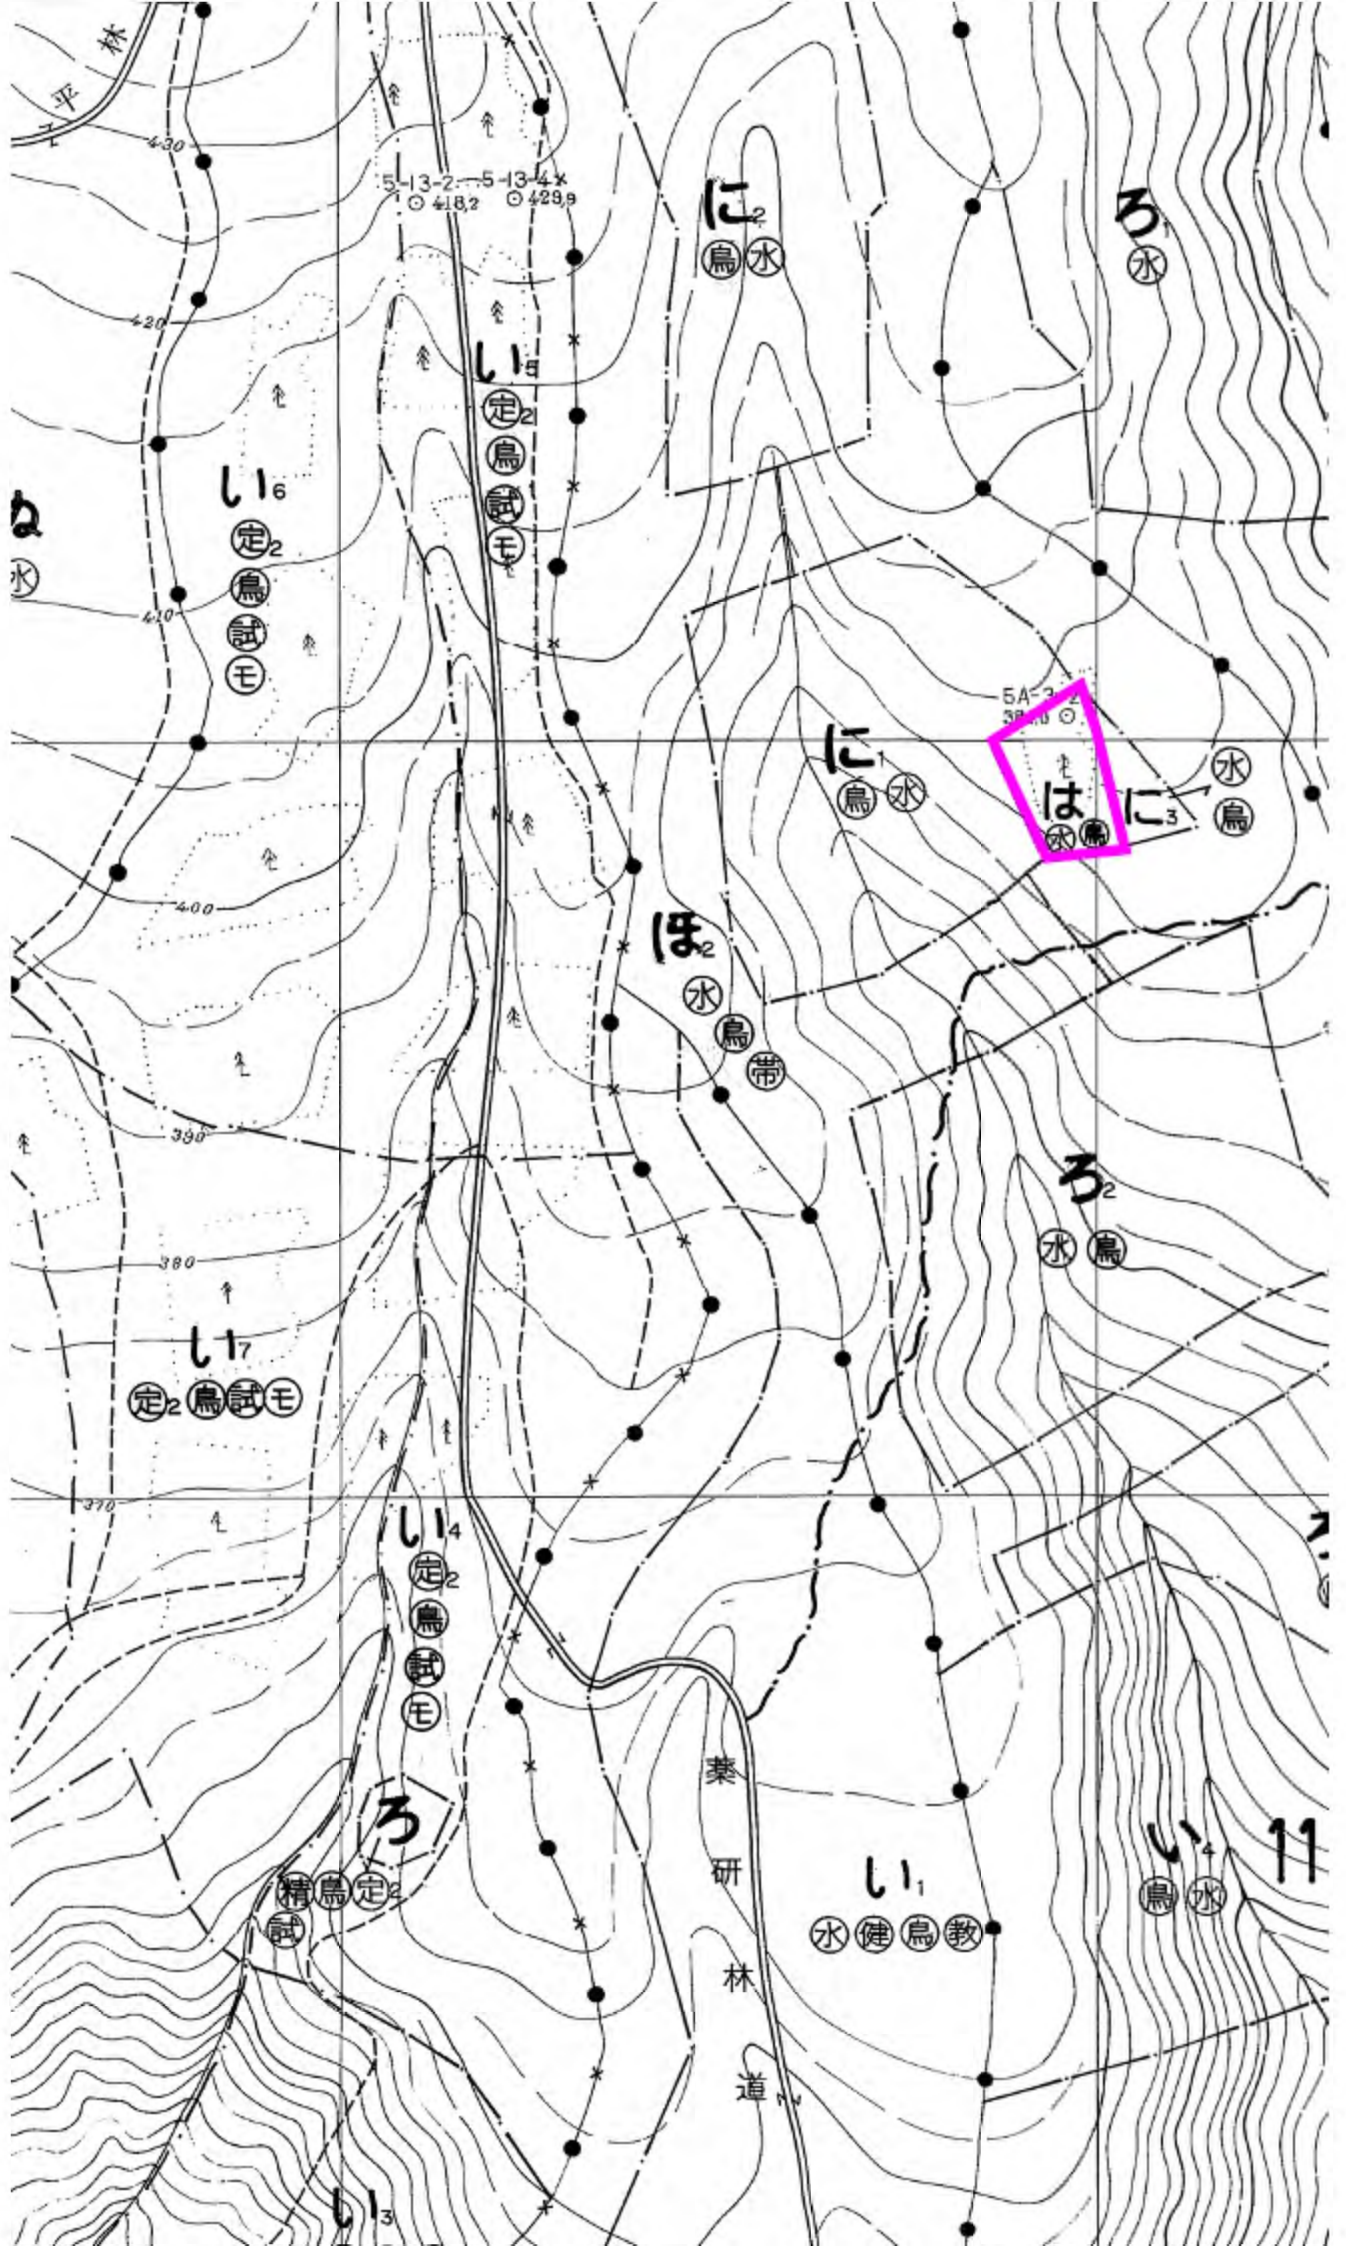 林
平
430
5-13-2
418.2
5-13-4
429.9
に2
鳥 水
ろ1
水
420
い5
定2
鳥
試
モ
い6
定2
鳥
試
モ
ぬ
水
410
に1
鳥 水
は
水 鳥
に3
水
鳥
400
ほ2
水
鳥
帯
390
ろ2
水 鳥
380
い7
定2 鳥 試 モ
370
い4
定2
鳥
試
モ
ろ
精 鳥 定2
試
薬
研
林
道
い1
水 健 鳥 教
い4
鳥 水
11
い3